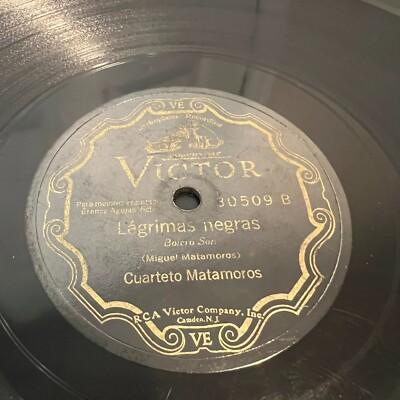 VE
VICTOR
30509 B
Lágrimas negras
Bolero Son
(Miguel Matamoros)
Cuarteto Matamoros
RCA Victor Company, Inc.
Camden, N.J.
VE